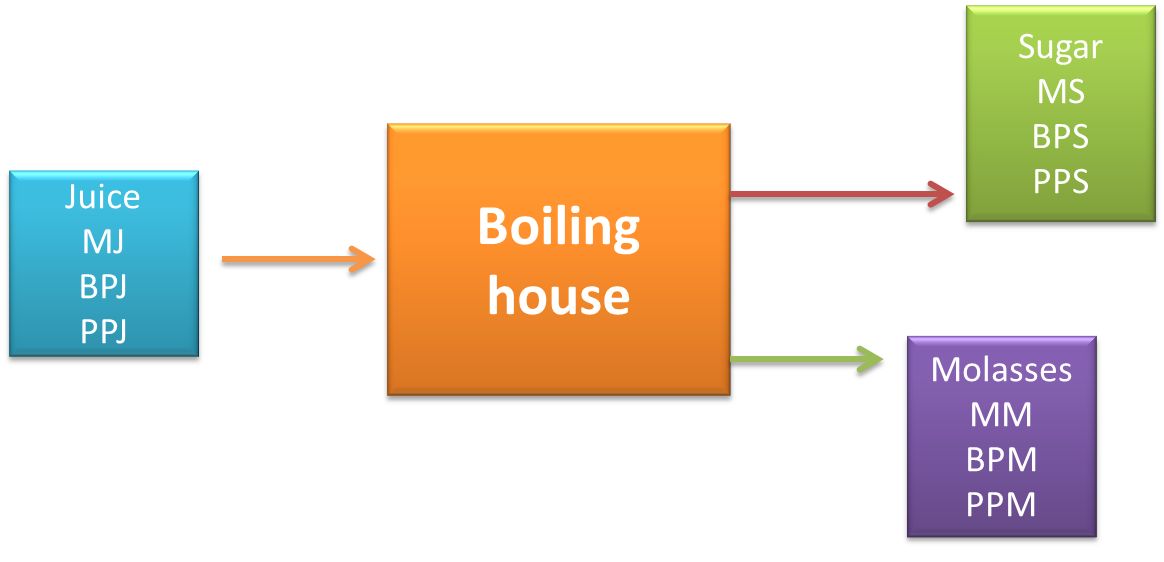 Juice
MJ
BPJ
PPJ
Boiling
house
Sugar
MS
BPS
PPS
Molasses
MM
BPM
PPM